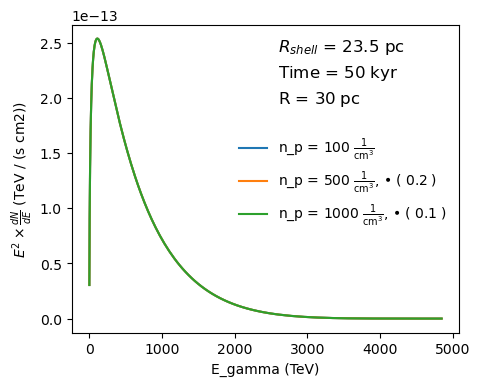 1e−13
R_shell = 23.5 pc
Time = 50 kyr
R = 30 pc
n_p = 100 1/cm³
n_p = 500 1/cm³, • ( 0.2 )
n_p = 1000 1/cm³, • ( 0.1 )
2.5
2.0
1.5
1.0
0.5
0.0
E² × dN/dE (TeV / (s cm2))
0 1000 2000 3000 4000 5000
E_gamma (TeV)